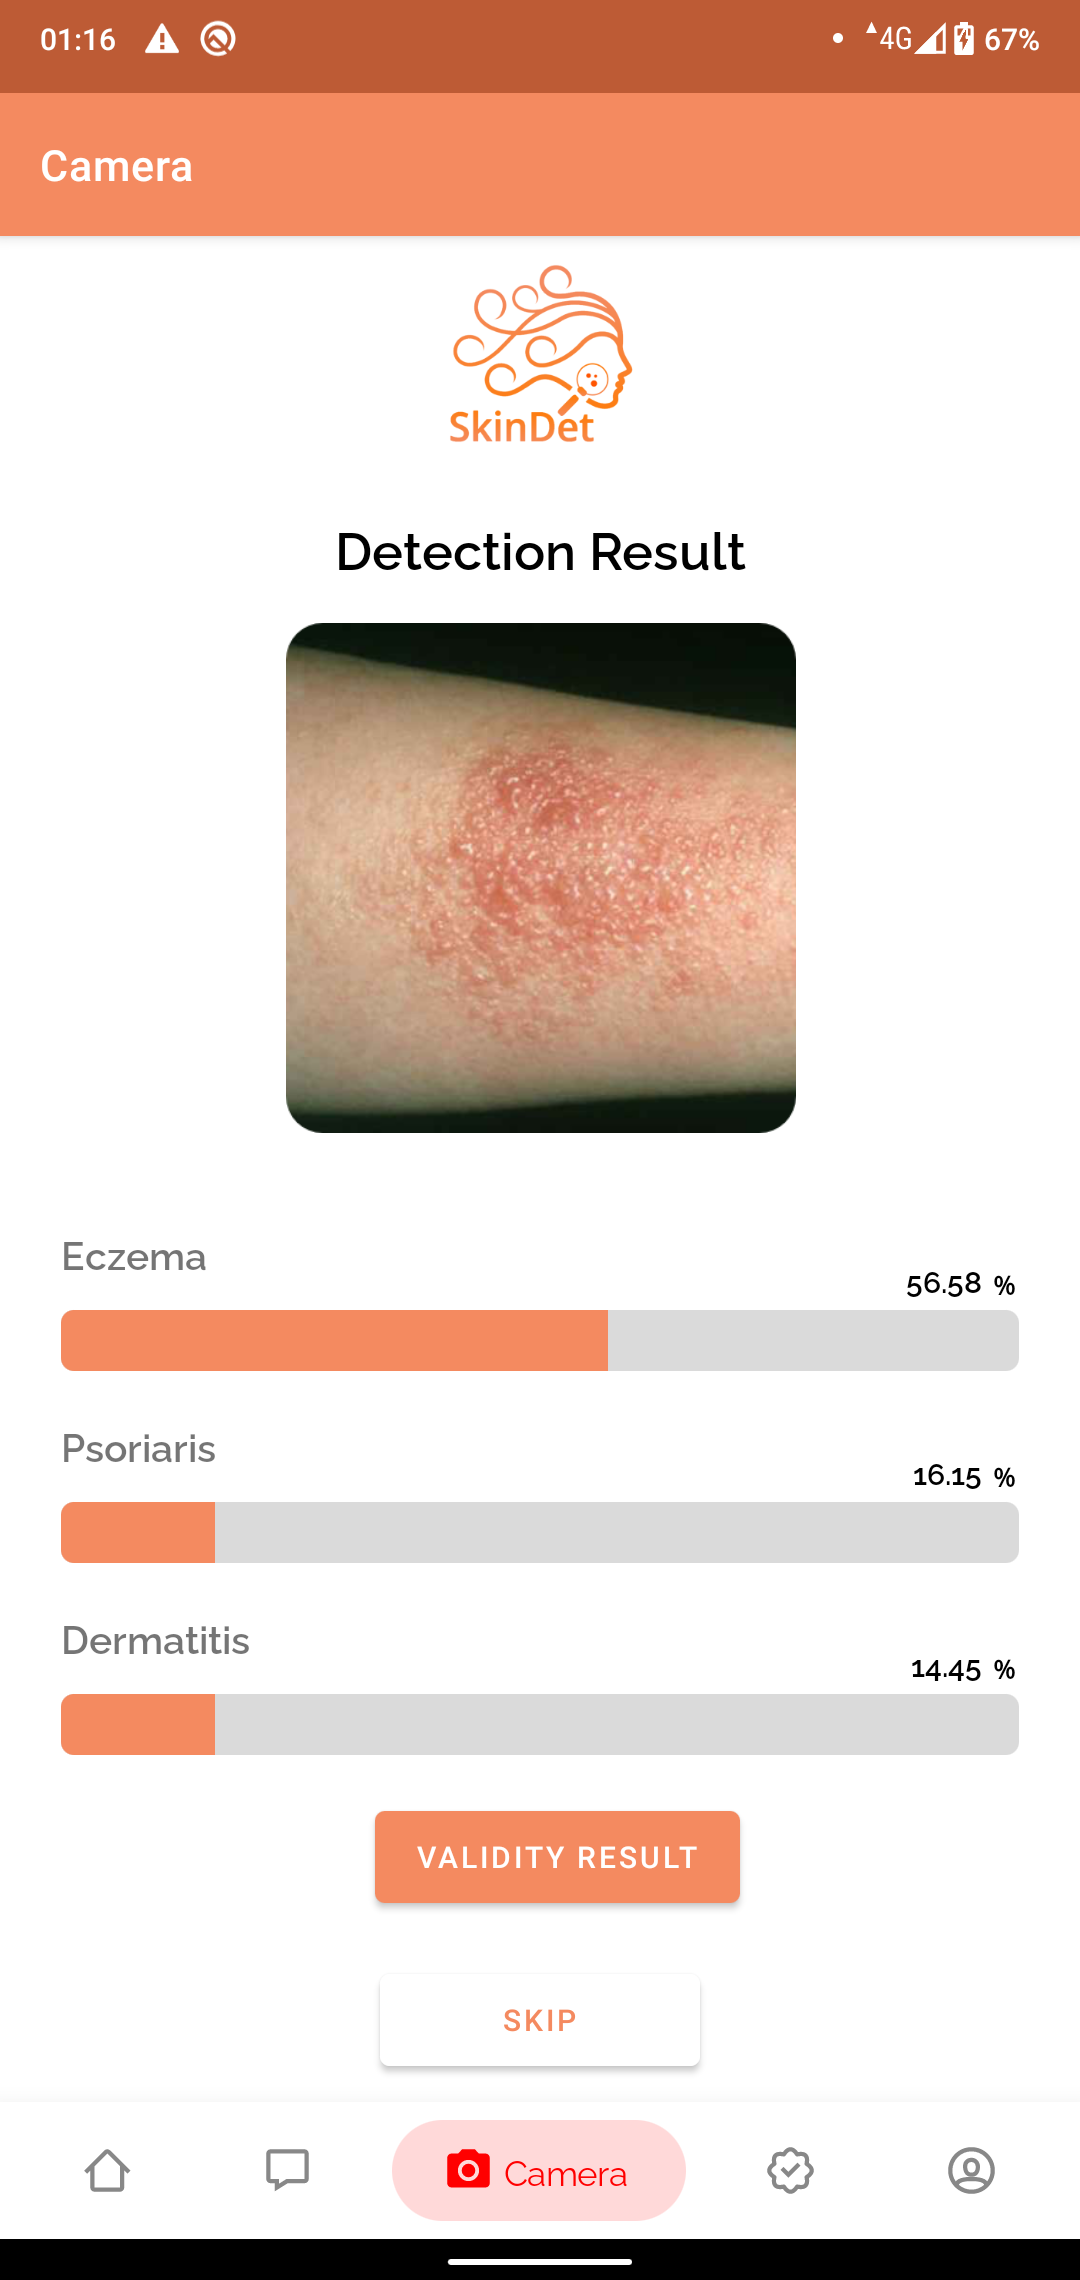 01:16 4G 67%
Camera
SkinDet
Detection Result
Eczema
56.58 %
Psoriaris
16.15 %
Dermatitis
14.45 %
VALIDITY RESULT
SKIP
Camera